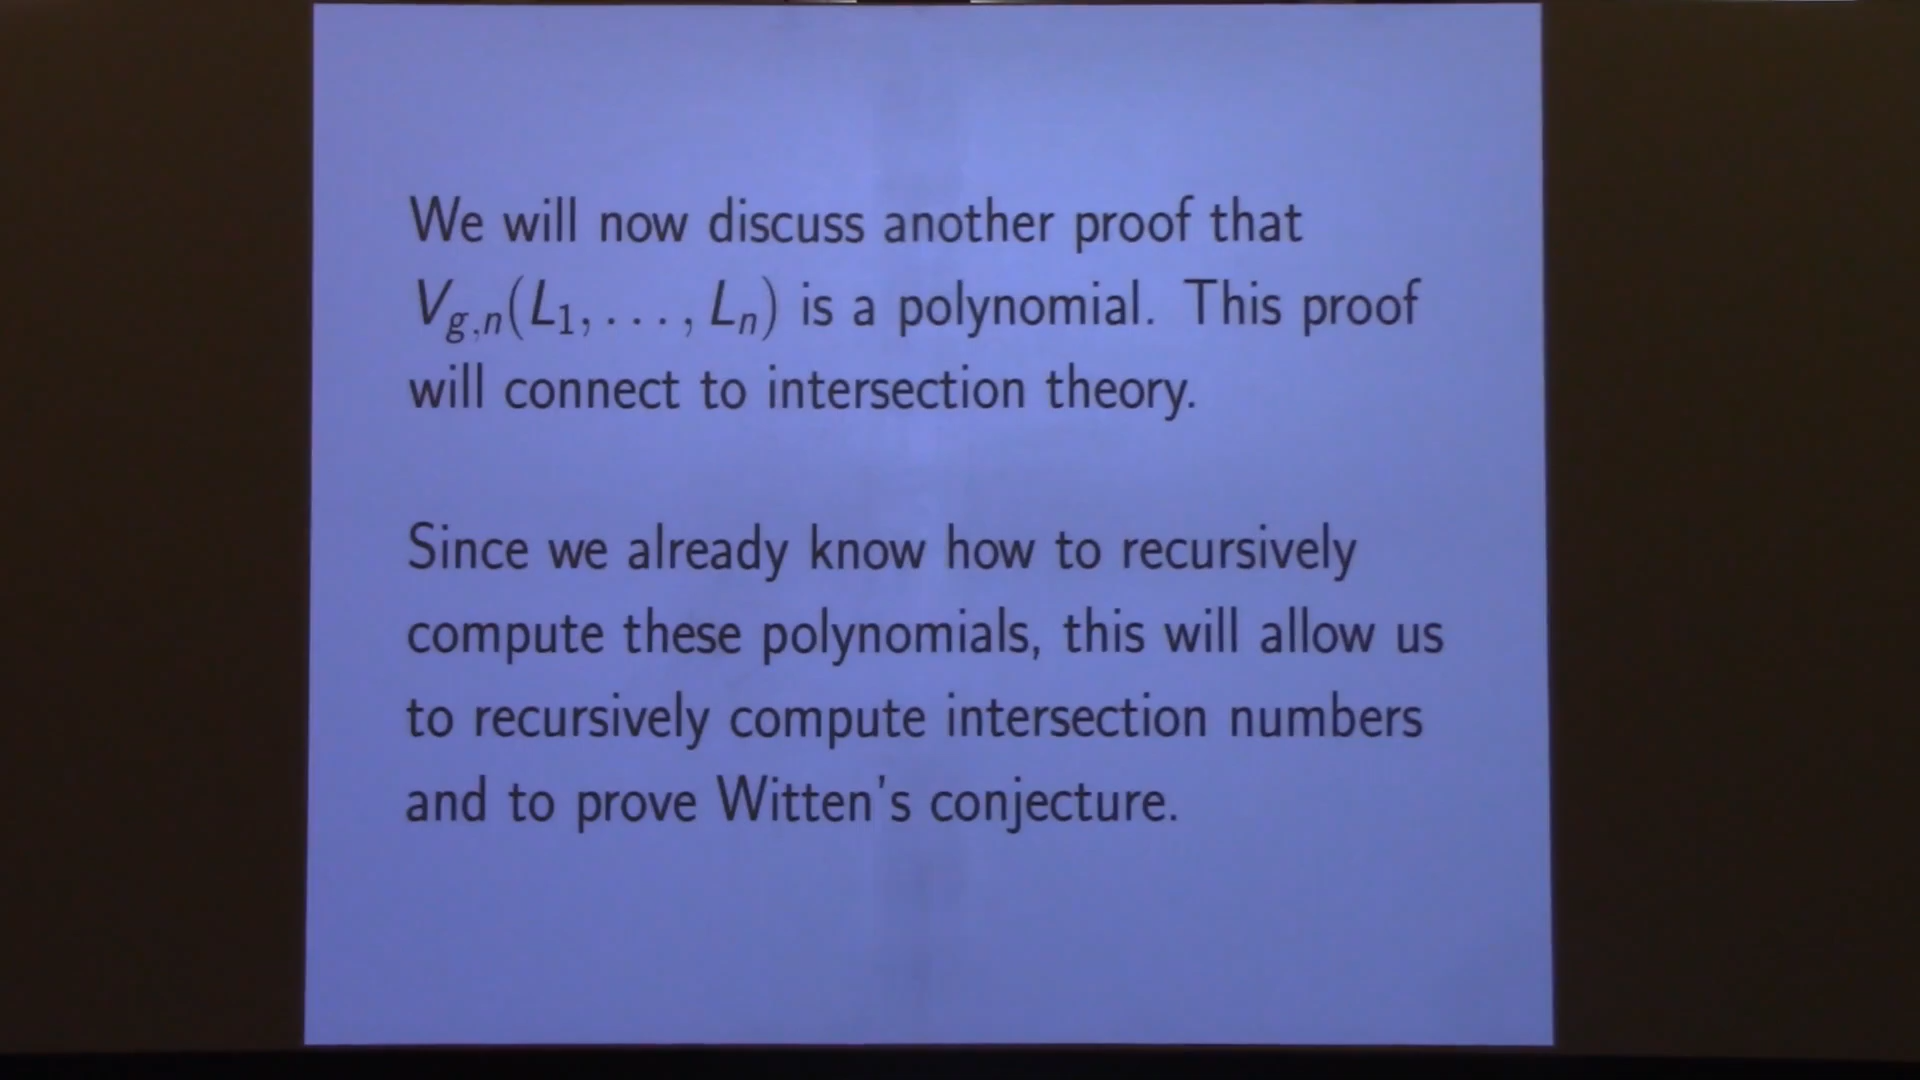 We will now discuss another proof that
V_{g,n}(L_1, . . . , L_n) is a polynomial. This proof
will connect to intersection theory.
Since we already know how to recursively
compute these polynomials, this will allow us
to recursively compute intersection numbers
and to prove Witten's conjecture.